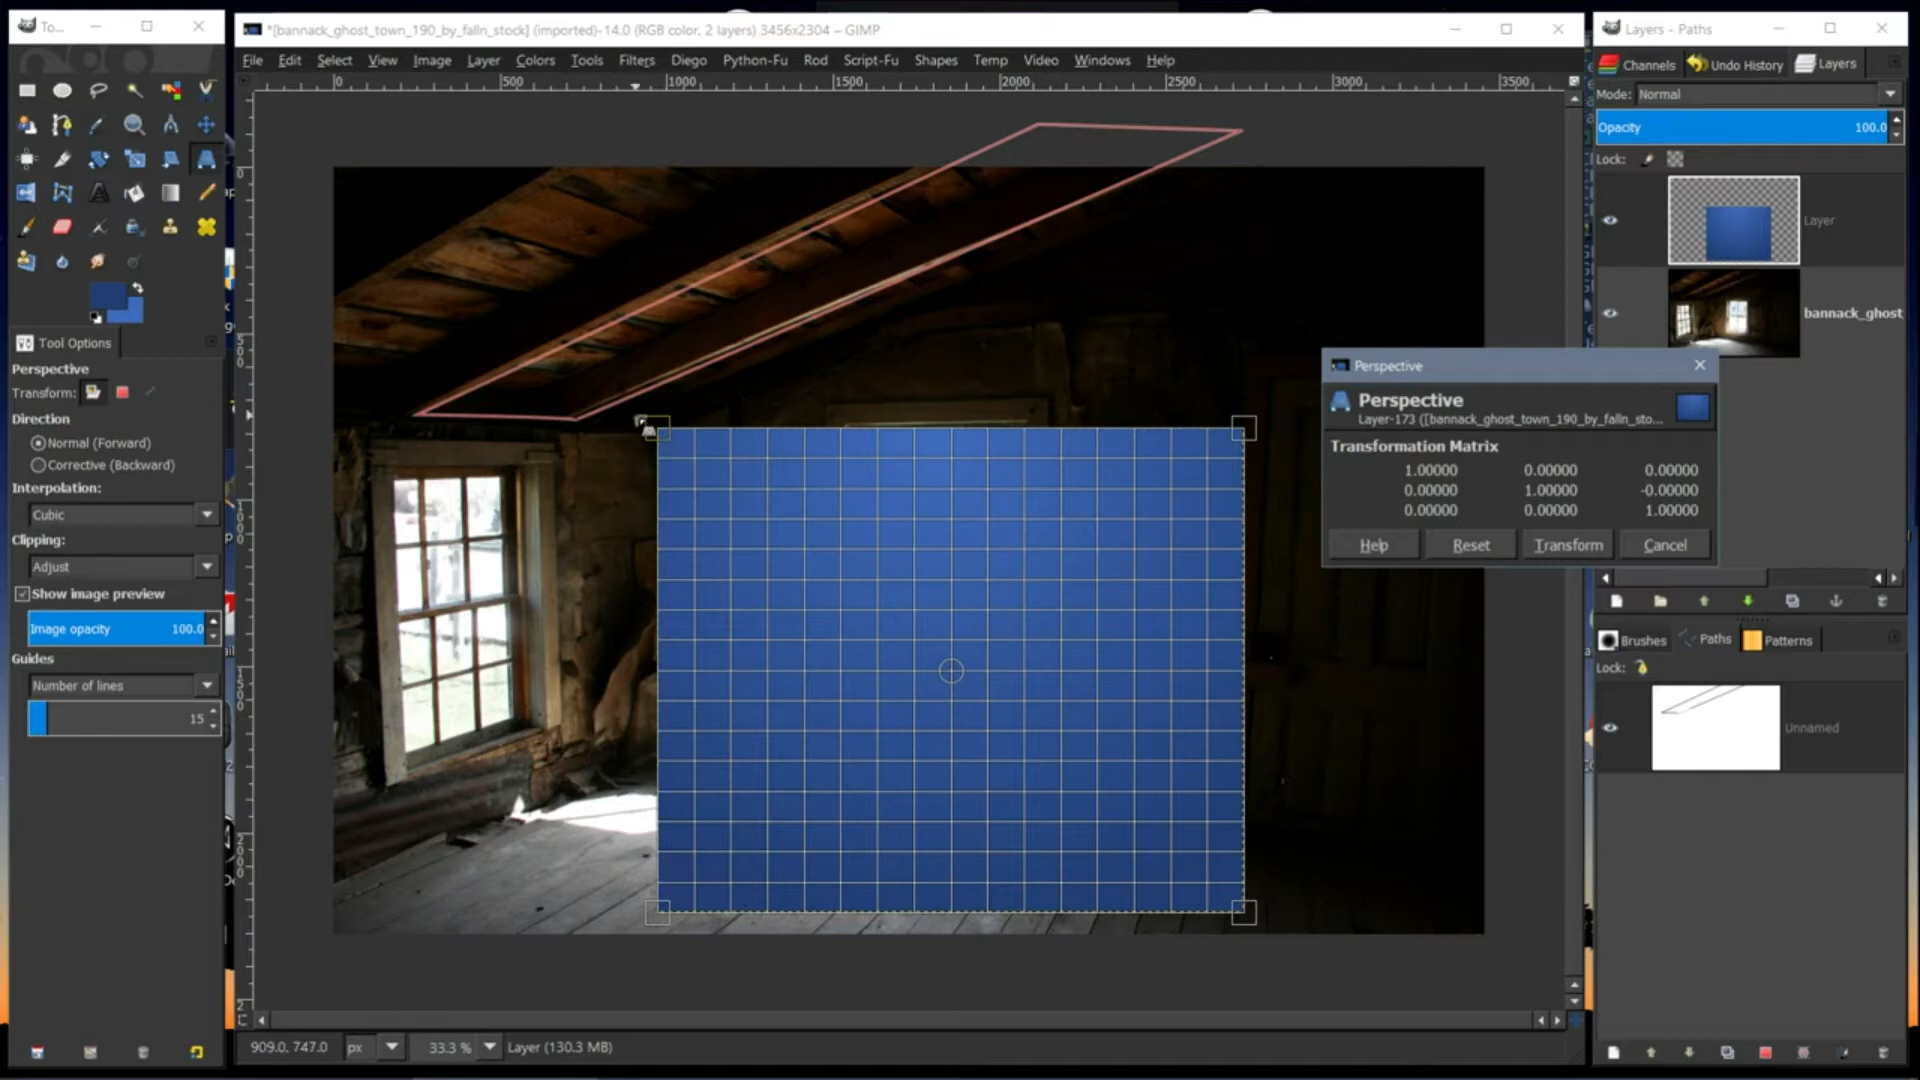 To...
*[bannack_ghost_town_190_by_falln_stock] (imported)-14.0 (RGB color, 2 layers) 3456x2304 – GIMP
Layers - Paths
File Edit Select View Image Layer Colors Tools Filters Diego Python-Fu Rod Script-Fu Shapes Temp Video Windows Help
Channels Undo History Layers
0 500 1000 1500 2000 2500 3000 3500
Mode: Normal
Opacity 100.0
Lock:
Layer
bannack_ghost
Tool Options
Perspective
Transform:
Direction
Normal (Forward)
Corrective (Backward)
Interpolation:
Cubic
Clipping:
Adjust
Show image preview
Image opacity 100.0
Guides
Number of lines
15
0
500
1000
1500
2000
Perspective
Perspective
Layer-173 ([bannack_ghost_town_190_by_falln_sto...
Transformation Matrix
1.00000 0.00000 0.00000
0.00000 1.00000 -0.00000
0.00000 0.00000 1.00000
Help Reset Transform Cancel
Brushes Paths Patterns
Lock:
Unnamed
909.0, 747.0 px 33.3 % Layer (130.3 MB)